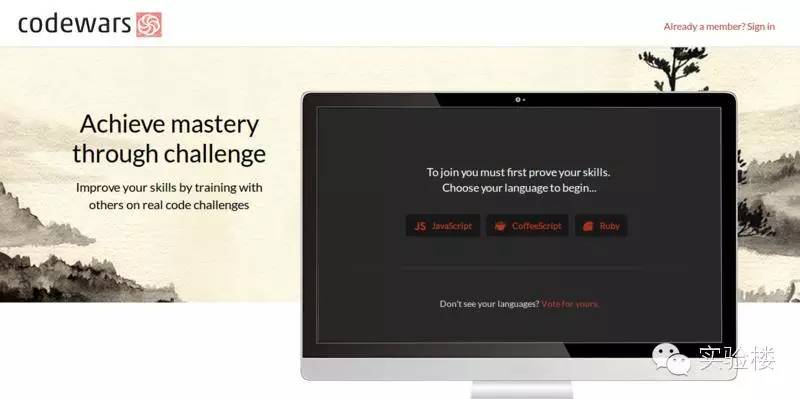 codewars
Already a member? Sign in
Achieve mastery
through challenge
Improve your skills by training with
others on real code challenges
To join you must first prove your skills.
Choose your language to begin...
JS JavaScript
CoffeeScript
Ruby
Don't see your languages? Vote for yours.
实验楼